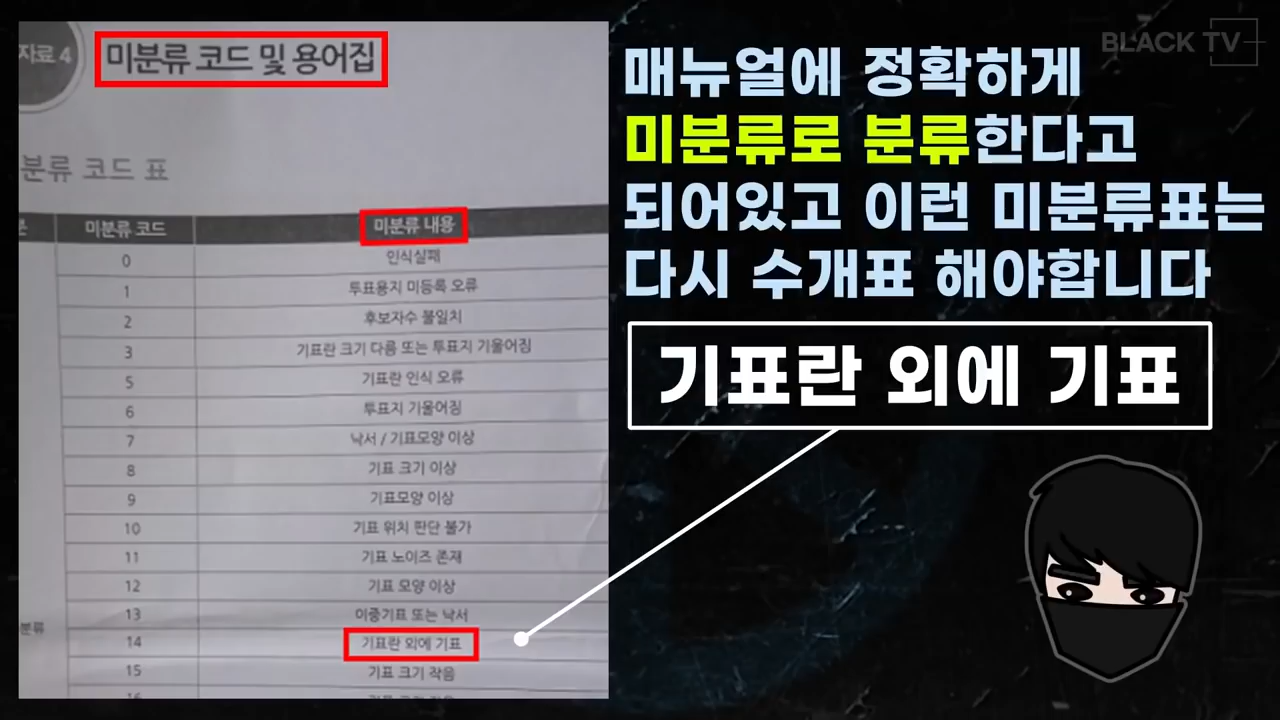 자료 4
미분류 코드 및 용어집
분류 코드 표
미분류 코드 미분류 내용
0 인식실패
1 투표용지 미등록 오류
2 후보자수 불일치
3 기표란 크기 다름 또는 투표지 기울어짐
5 기표란 인식 오류
6 투표지 기울어짐
7 낙서 / 기표모양 이상
8 기표 크기 이상
9 기표모양 이상
10 기표 위치 판단 불가
11 기표 노이즈 존재
12 기표 모양 이상
13 이중기표 또는 낙서
분류
14 기표란 외에 기표
15 기표 크기 작음
BLACK TV
매뉴얼에 정확하게
미분류로 분류한다고
되어있고 이런 미분류표는
다시 수개표 해야합니다
기표란 외에 기표